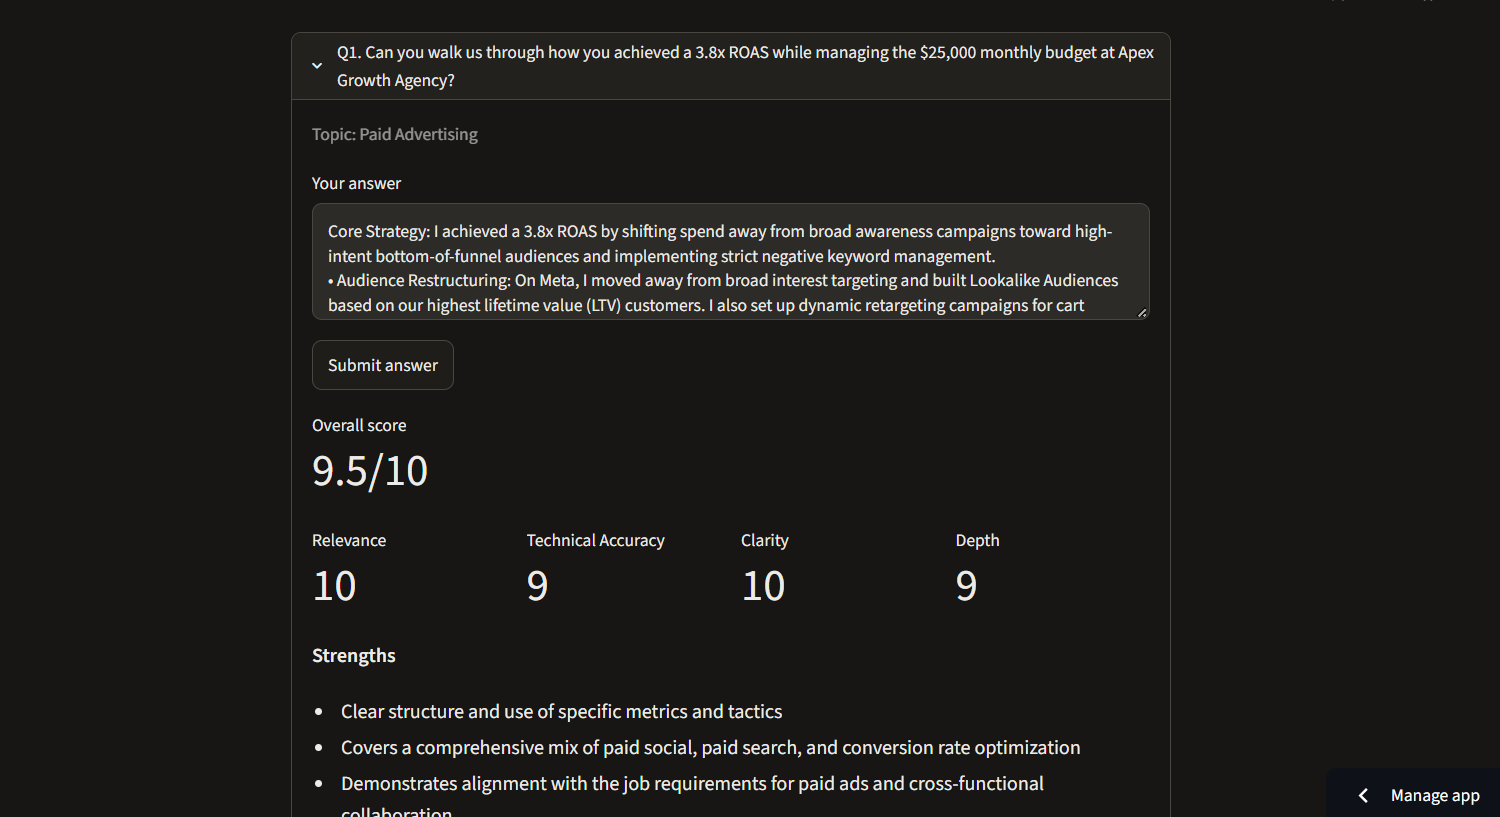 Q1. Can you walk us through how you achieved a 3.8x ROAS while managing the $25,000 monthly budget at Apex
Growth Agency?
Topic: Paid Advertising
Your answer
Core Strategy: I achieved a 3.8x ROAS by shifting spend away from broad awareness campaigns toward high-
intent bottom-of-funnel audiences and implementing strict negative keyword management.
• Audience Restructuring: On Meta, I moved away from broad interest targeting and built Lookalike Audiences
based on our highest lifetime value (LTV) customers. I also set up dynamic retargeting campaigns for cart
Submit answer
Overall score
9.5/10
Relevance Technical Accuracy Clarity Depth
10 9 10 9
Strengths
• Clear structure and use of specific metrics and tactics
• Covers a comprehensive mix of paid social, paid search, and conversion rate optimization
• Demonstrates alignment with the job requirements for paid ads and cross-functional
collaboration
Manage app